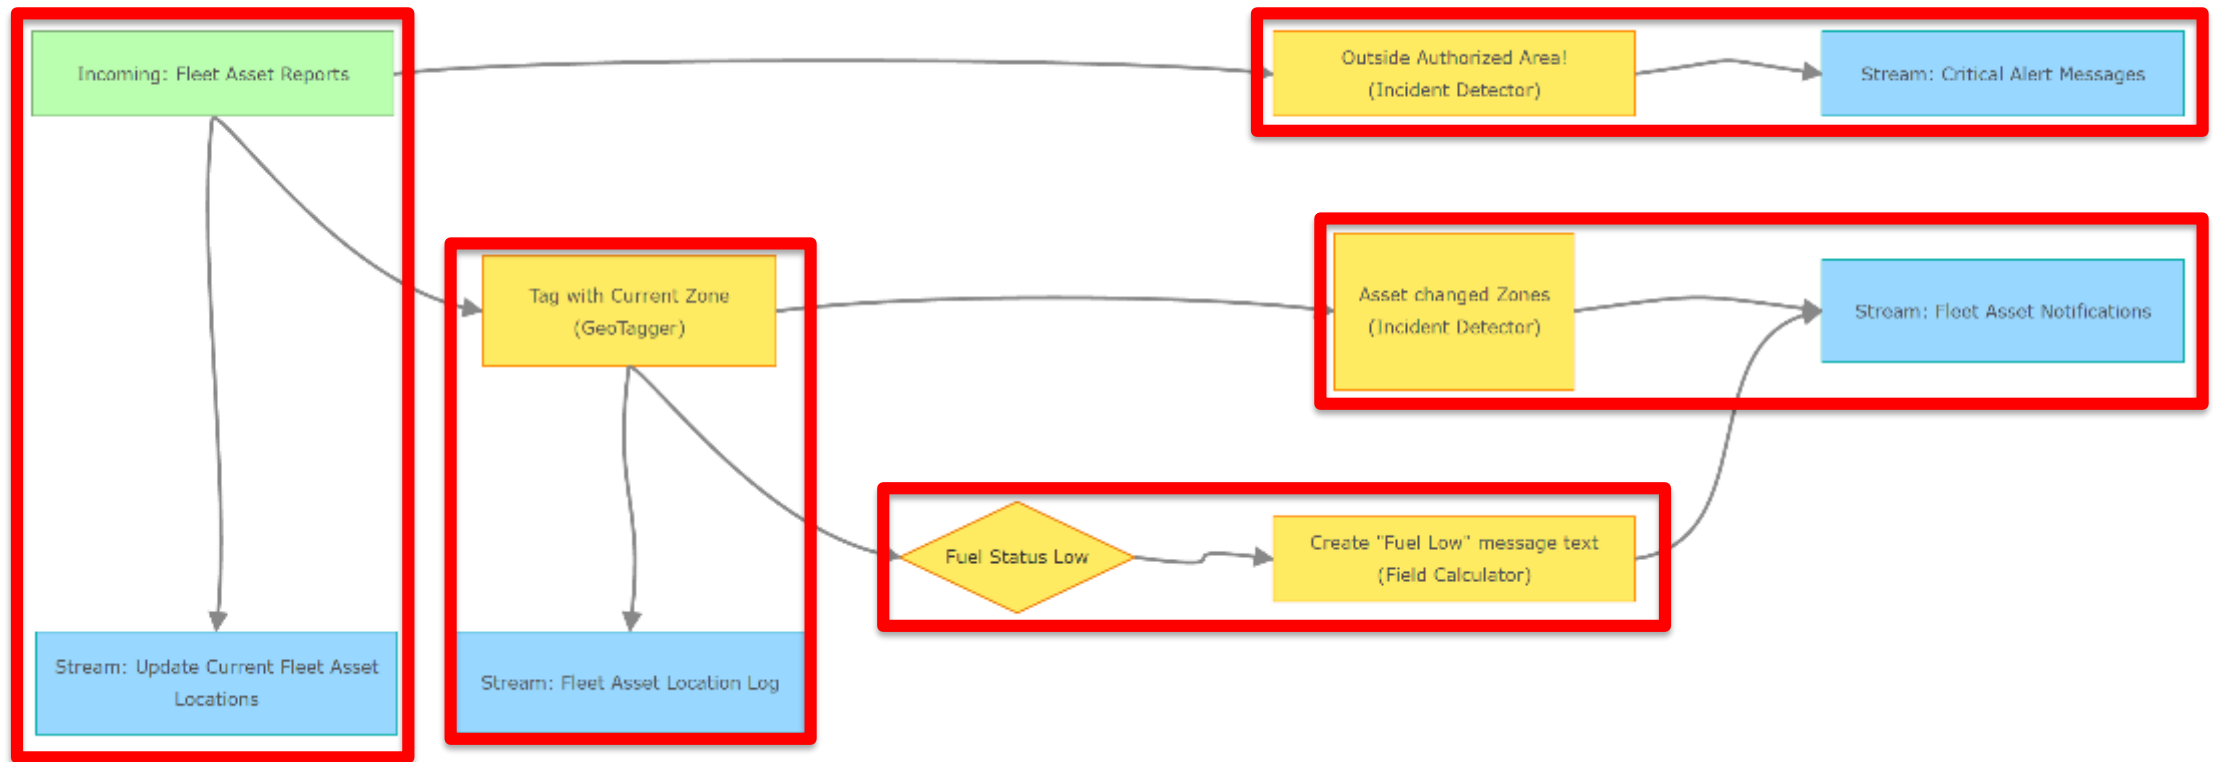 Incoming: Fleet Asset Reports
Outside Authorized Area!
(Incident Detector)
Stream: Critical Alert Messages
Tag with Current Zone
(GeoTagger)
Asset changed Zones
(Incident Detector)
Stream: Fleet Asset Notifications
Fuel Status Low
Create "Fuel Low" message text
(Field Calculator)
Stream: Update Current Fleet Asset
Locations
Stream: Fleet Asset Location Log